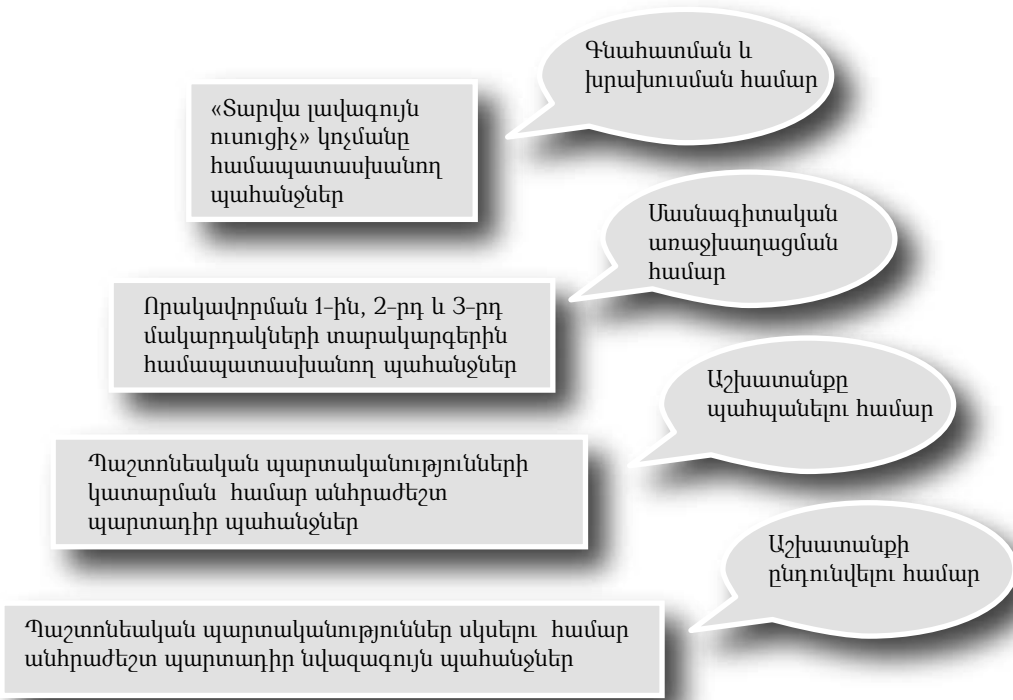 Գնահատման և
խրախուսման համար
«Տարվա լավագույն
ուսուցիչ» կոչմանը
համապատասխանող
պահանջներ
Մասնագիտական
առաջխաղացման
համար
Որակավորման 1-ին, 2-րդ և 3-րդ
մակարդակների տարակարգերին
համապատասխանող պահանջներ
Աշխատանքը
պահպանելու համար
Պաշտոնեական պարտականությունների
կատարման համար անհրաժեշտ
պարտադիր պահանջներ
Աշխատանքի
ընդունվելու համար
Պաշտոնեական պարտականություններ սկսելու համար
անհրաժեշտ պարտադիր նվազագույն պահանջներ